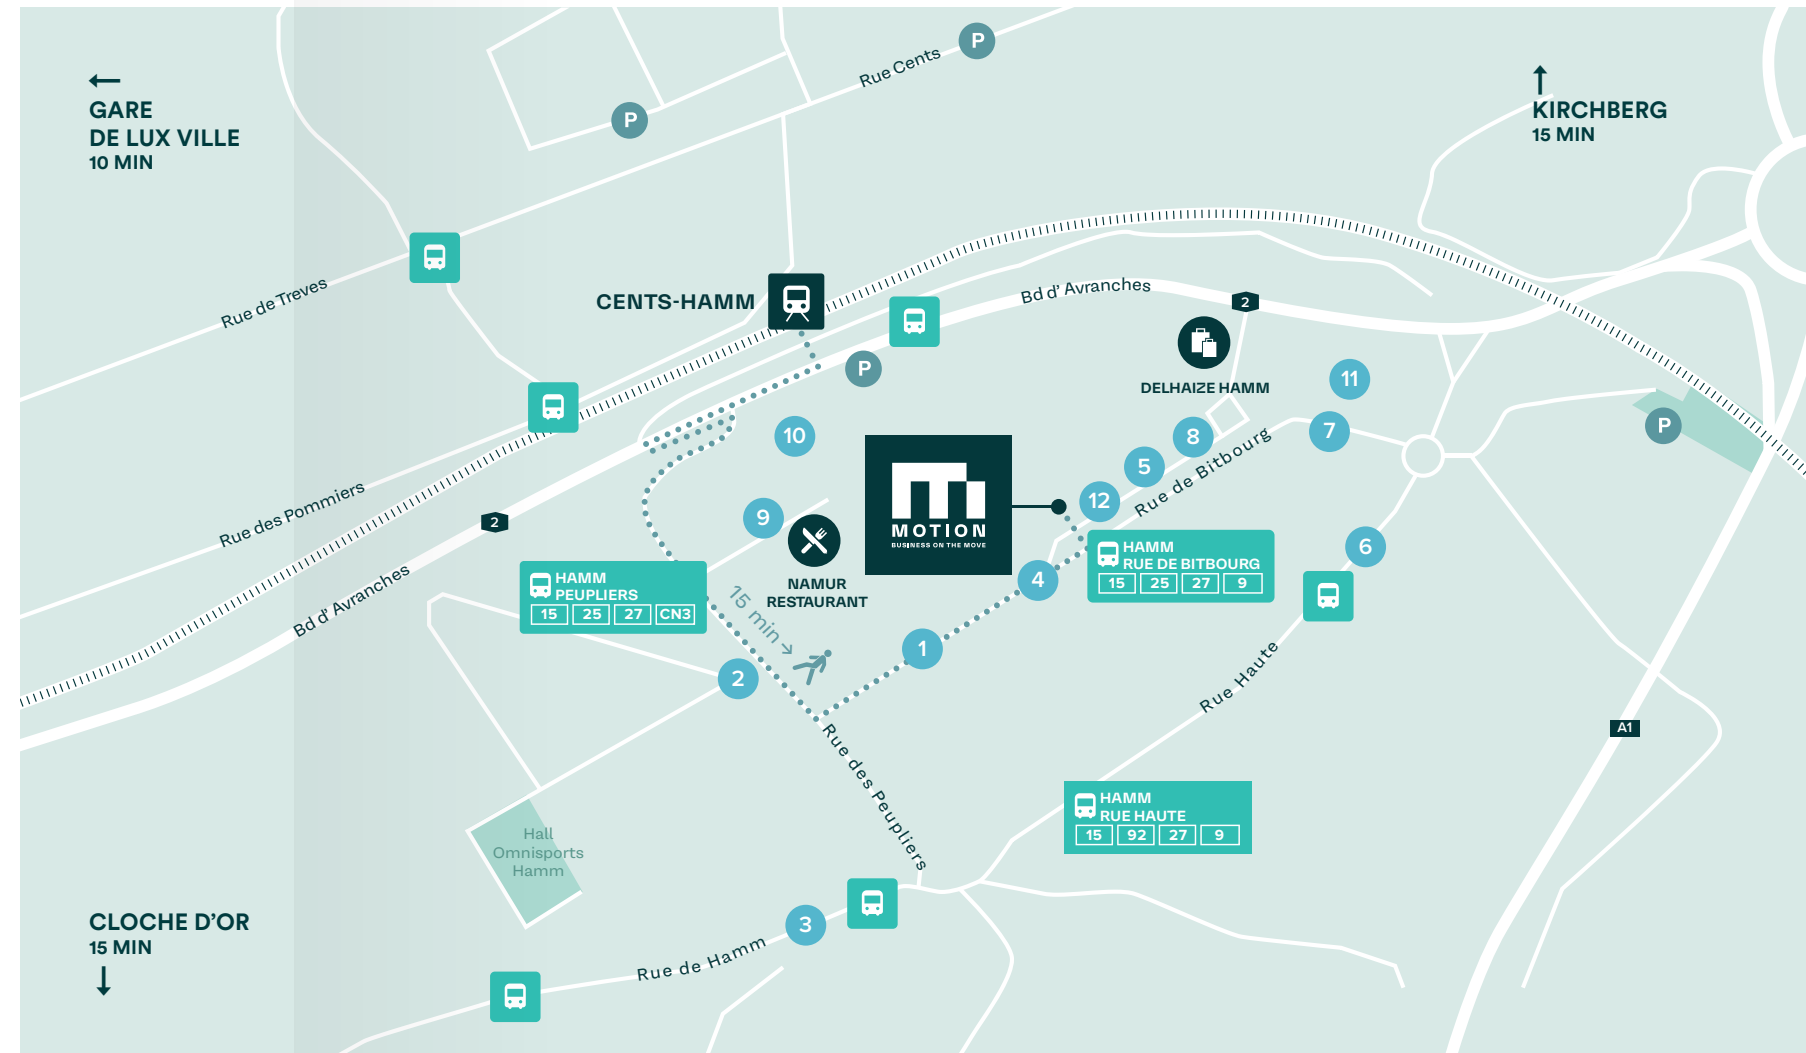 P
Rue Cents
GARE
DE LUX VILLE
10 MIN
P
KIRCHBERG
15 MIN
Rue de Treves
CENTS-HAMM
Bd d' Avranches
2
P
DELHAIZE HAMM
11
10
8
7
P
5
Rue de Bitbourg
12
MOTION
BUSINESS ON THE MOVE
Rue des Pommiers
2
9
NAMUR
RESTAURANT
HAMM
RUE DE BITBOURG
15 25 27 9
6
4
HAMM
PEUPLIERS
15 25 27 CN3
Bd d' Avranches
15 min
1
2
Rue Haute
A1
Rue des Peupliers
HAMM
RUE HAUTE
15 92 27 9
Hall
Omnisports
Hamm
CLOCHE D'OR
15 MIN
3
Rue de Hamm